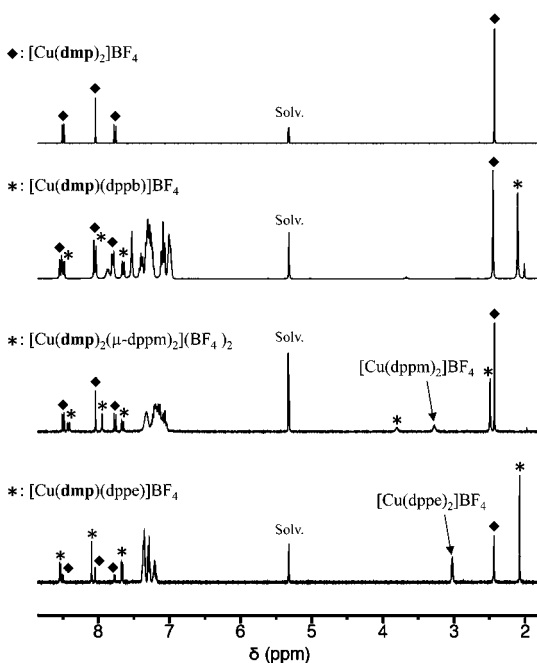 ◆: [Cu(dmp)₂]BF₄
Solv.
*: [Cu(dmp)(dppb)]BF₄
Solv.
*: [Cu(dmp)₂(μ-dppm)₂](BF₄ )₂
Solv.
[Cu(dppm)₂]BF₄
*: [Cu(dmp)(dppe)]BF₄
Solv.
[Cu(dppe)₂]BF₄
8 7 6 5 4 3 2
δ (ppm)